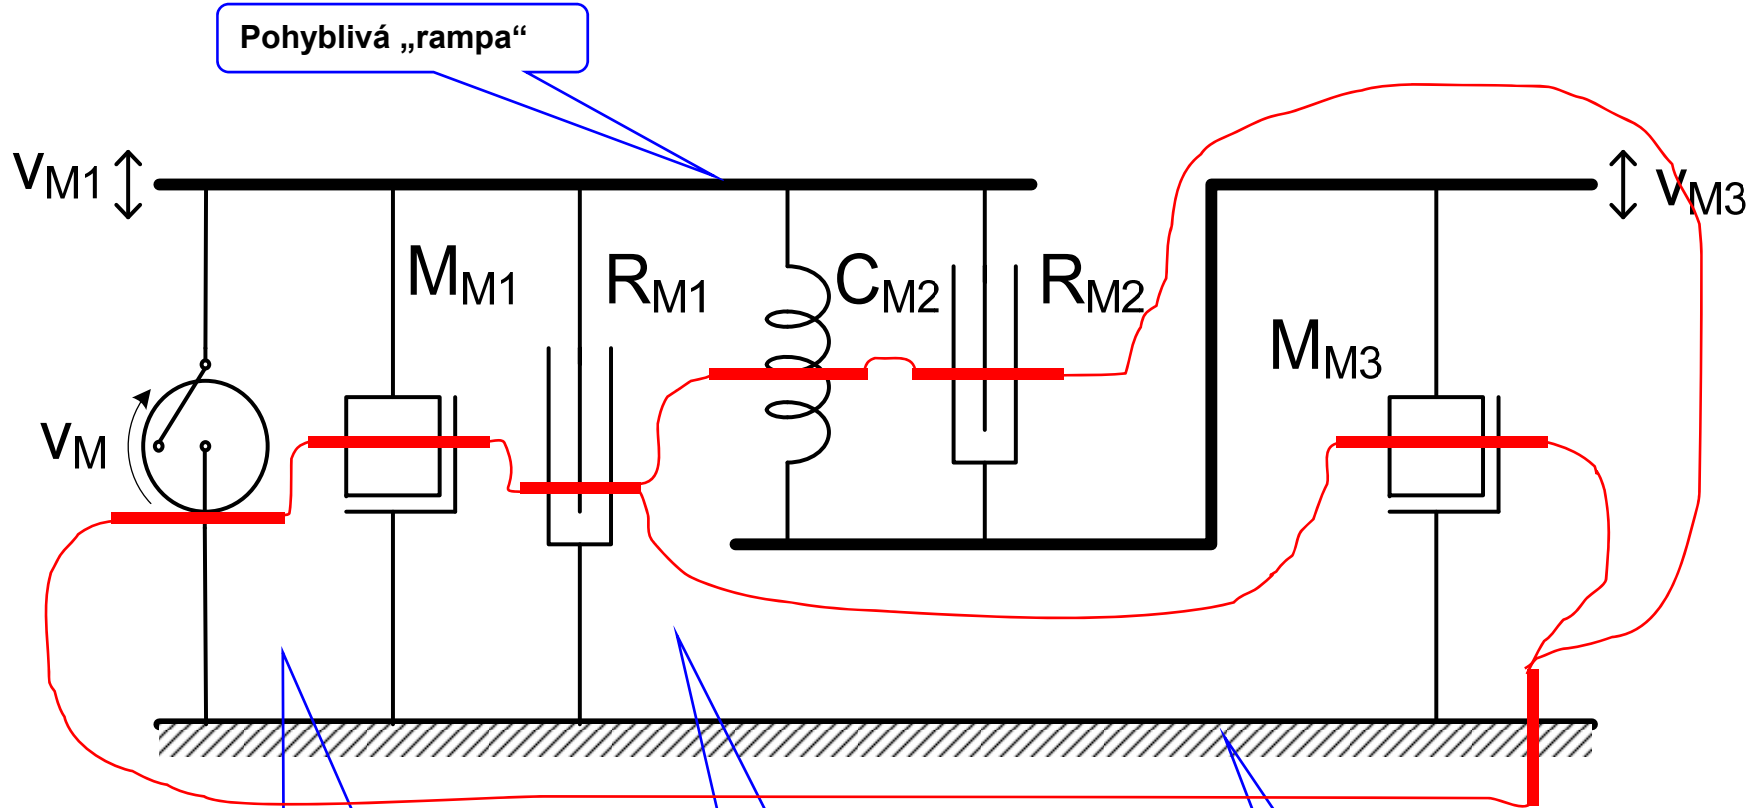 Pohyblivá „rampa“
vM1
vM3
MM1
RM1
CM2
RM2
MM3
vM